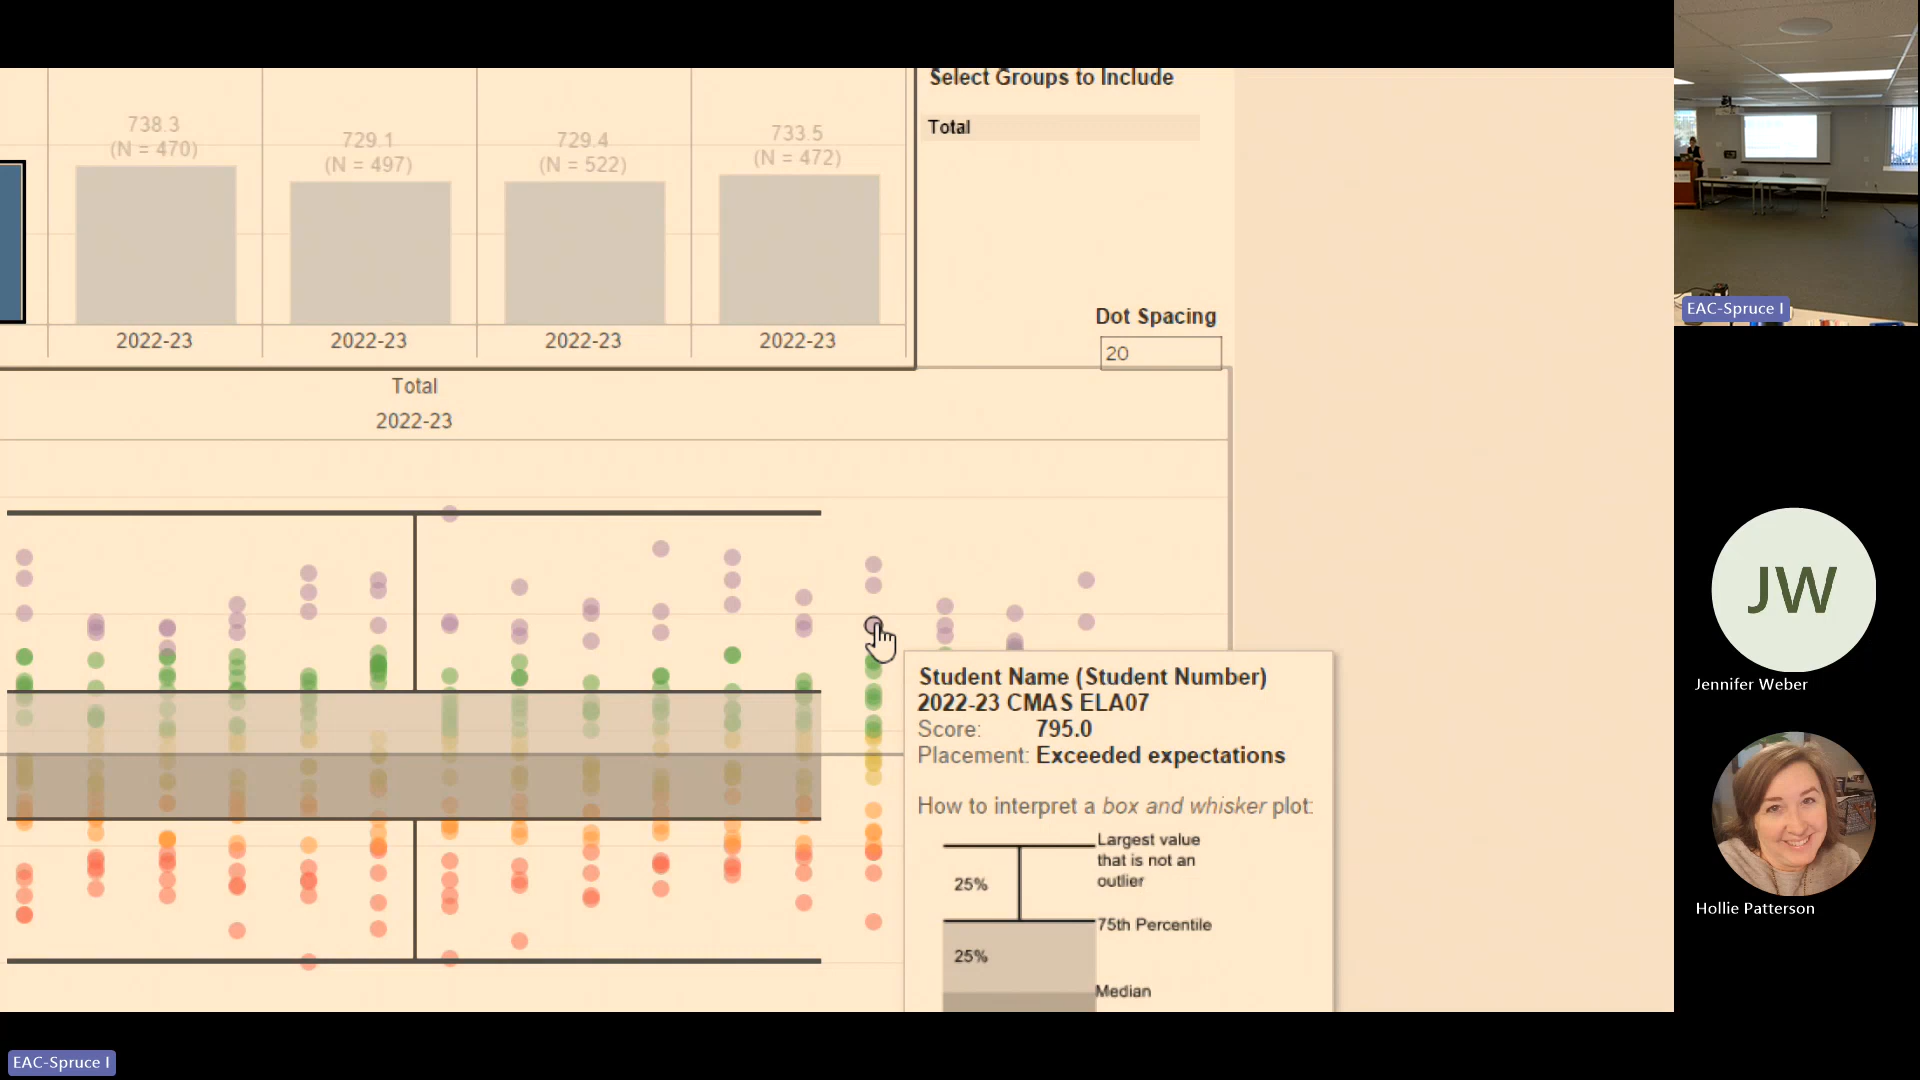 738.3
(N = 470)
729.1
(N = 497)
729.4
(N = 522)
733.5
(N = 472)
2022-23
2022-23
2022-23
2022-23
Select Groups to Include
Total
Dot Spacing
20
Total
2022-23
Student Name (Student Number)
2022-23 CMAS ELA07
Score: 795.0
Placement: Exceeded expectations
How to interpret a box and whisker plot:
Largest value
that is not an
outlier
25%
75th Percentile
25%
Median
EAC-Spruce I
JW
Jennifer Weber
Hollie Patterson
EAC-Spruce I